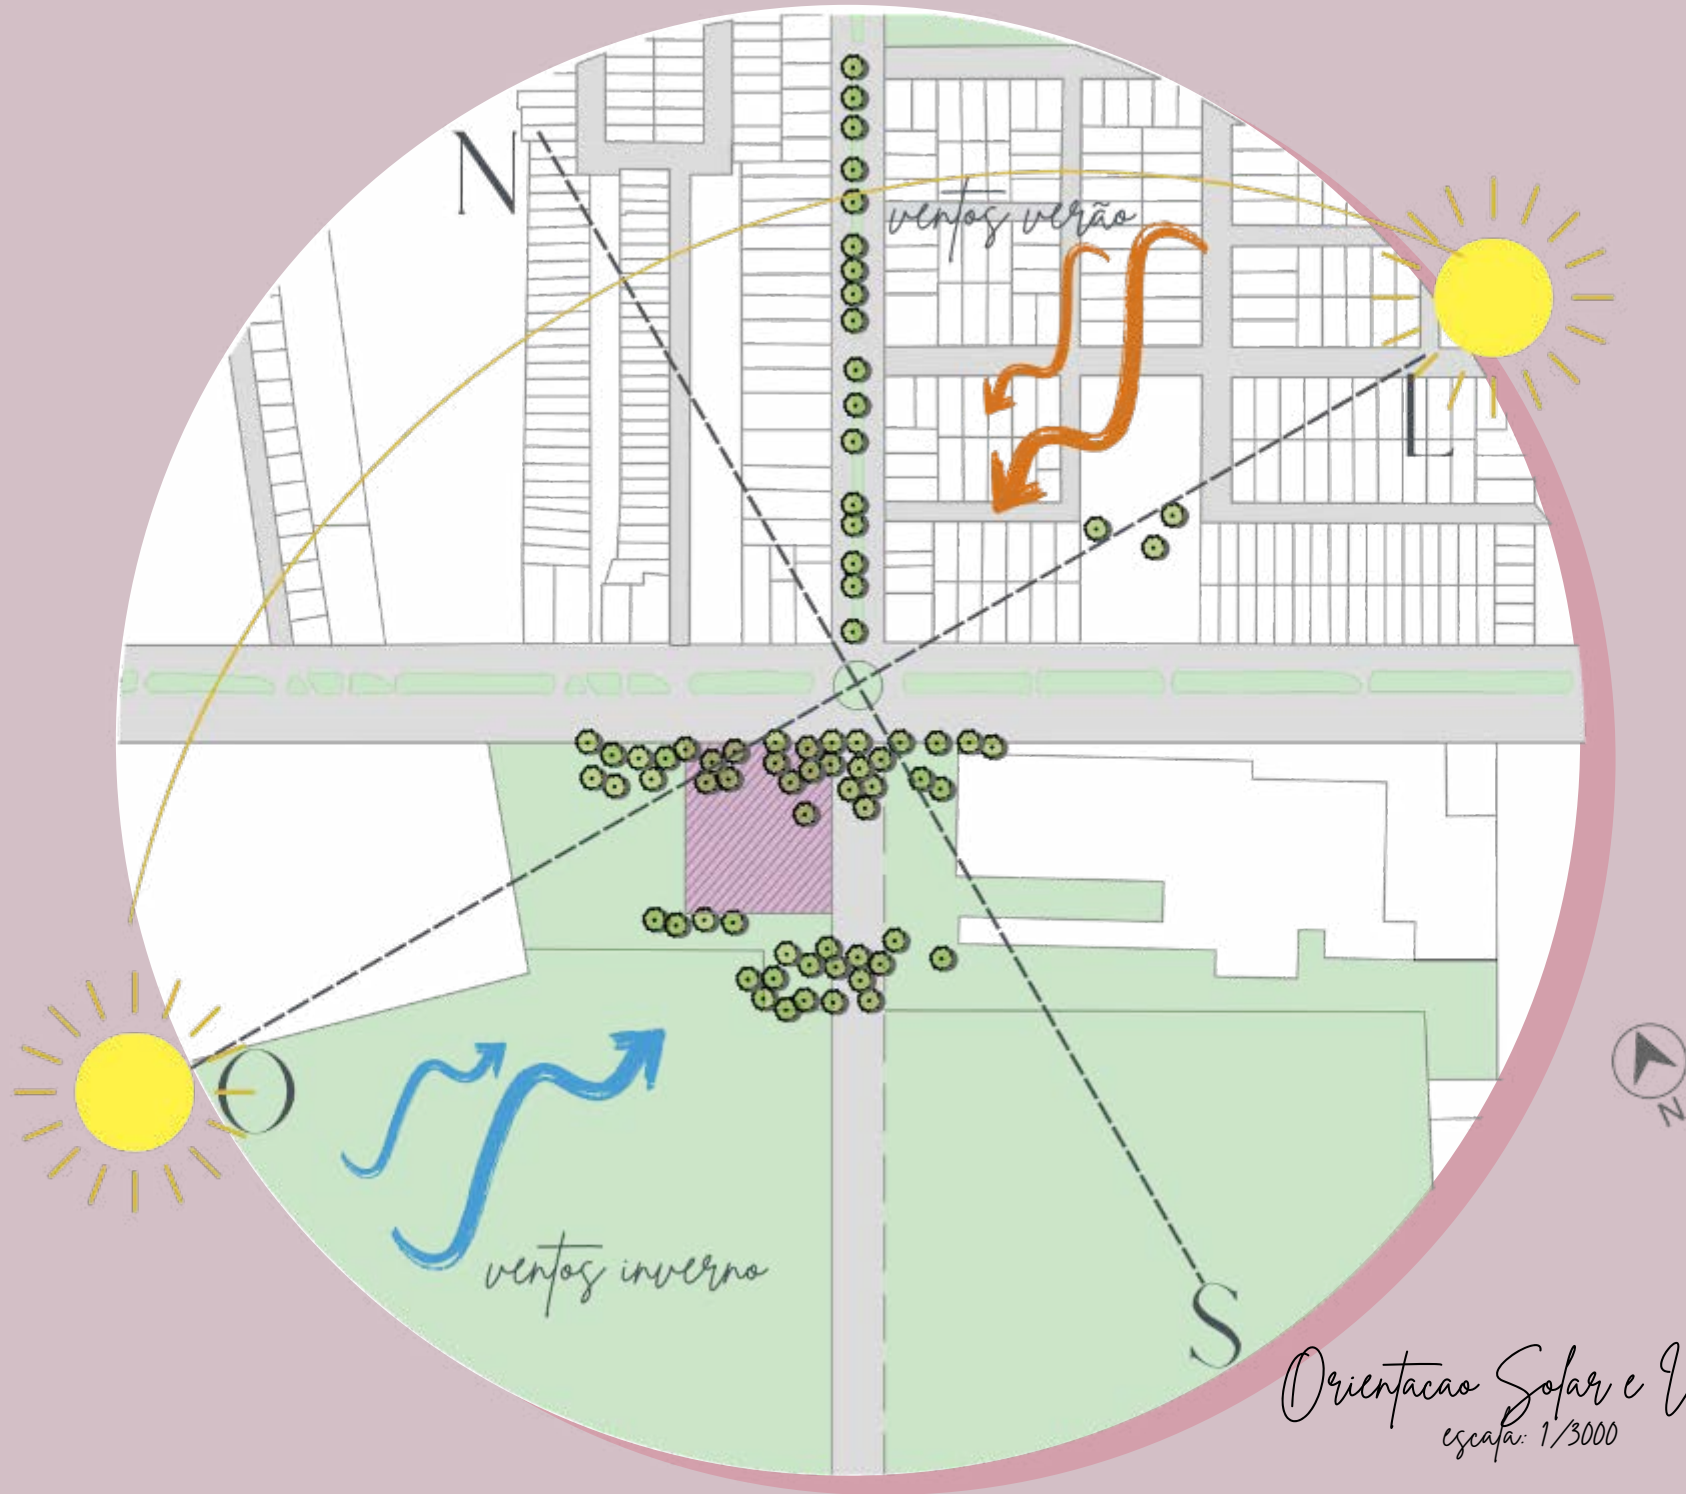 N
ventos verão
L
O
N
ventos inverno
S
Orientacao Solar e V
escala: 1/3000